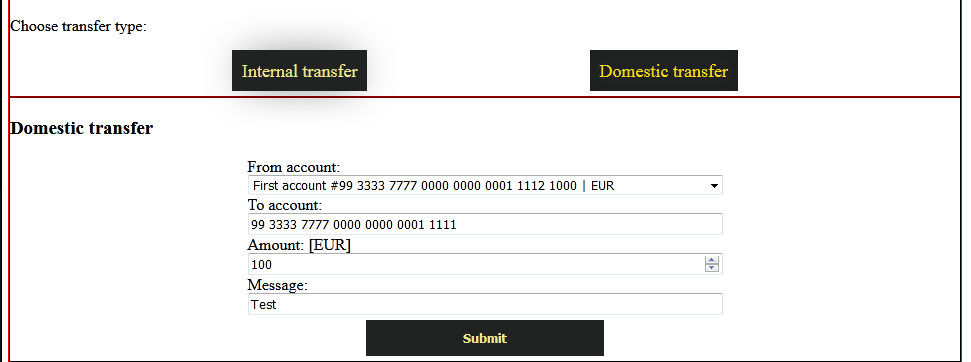 Choose transfer type:
Internal transfer
Domestic transfer
Domestic transfer
From account:
First account #99 3333 7777 0000 0000 0001 1112 1000 | EUR
To account:
99 3333 7777 0000 0000 0001 1111
Amount: [EUR]
100
Message:
Test
Submit